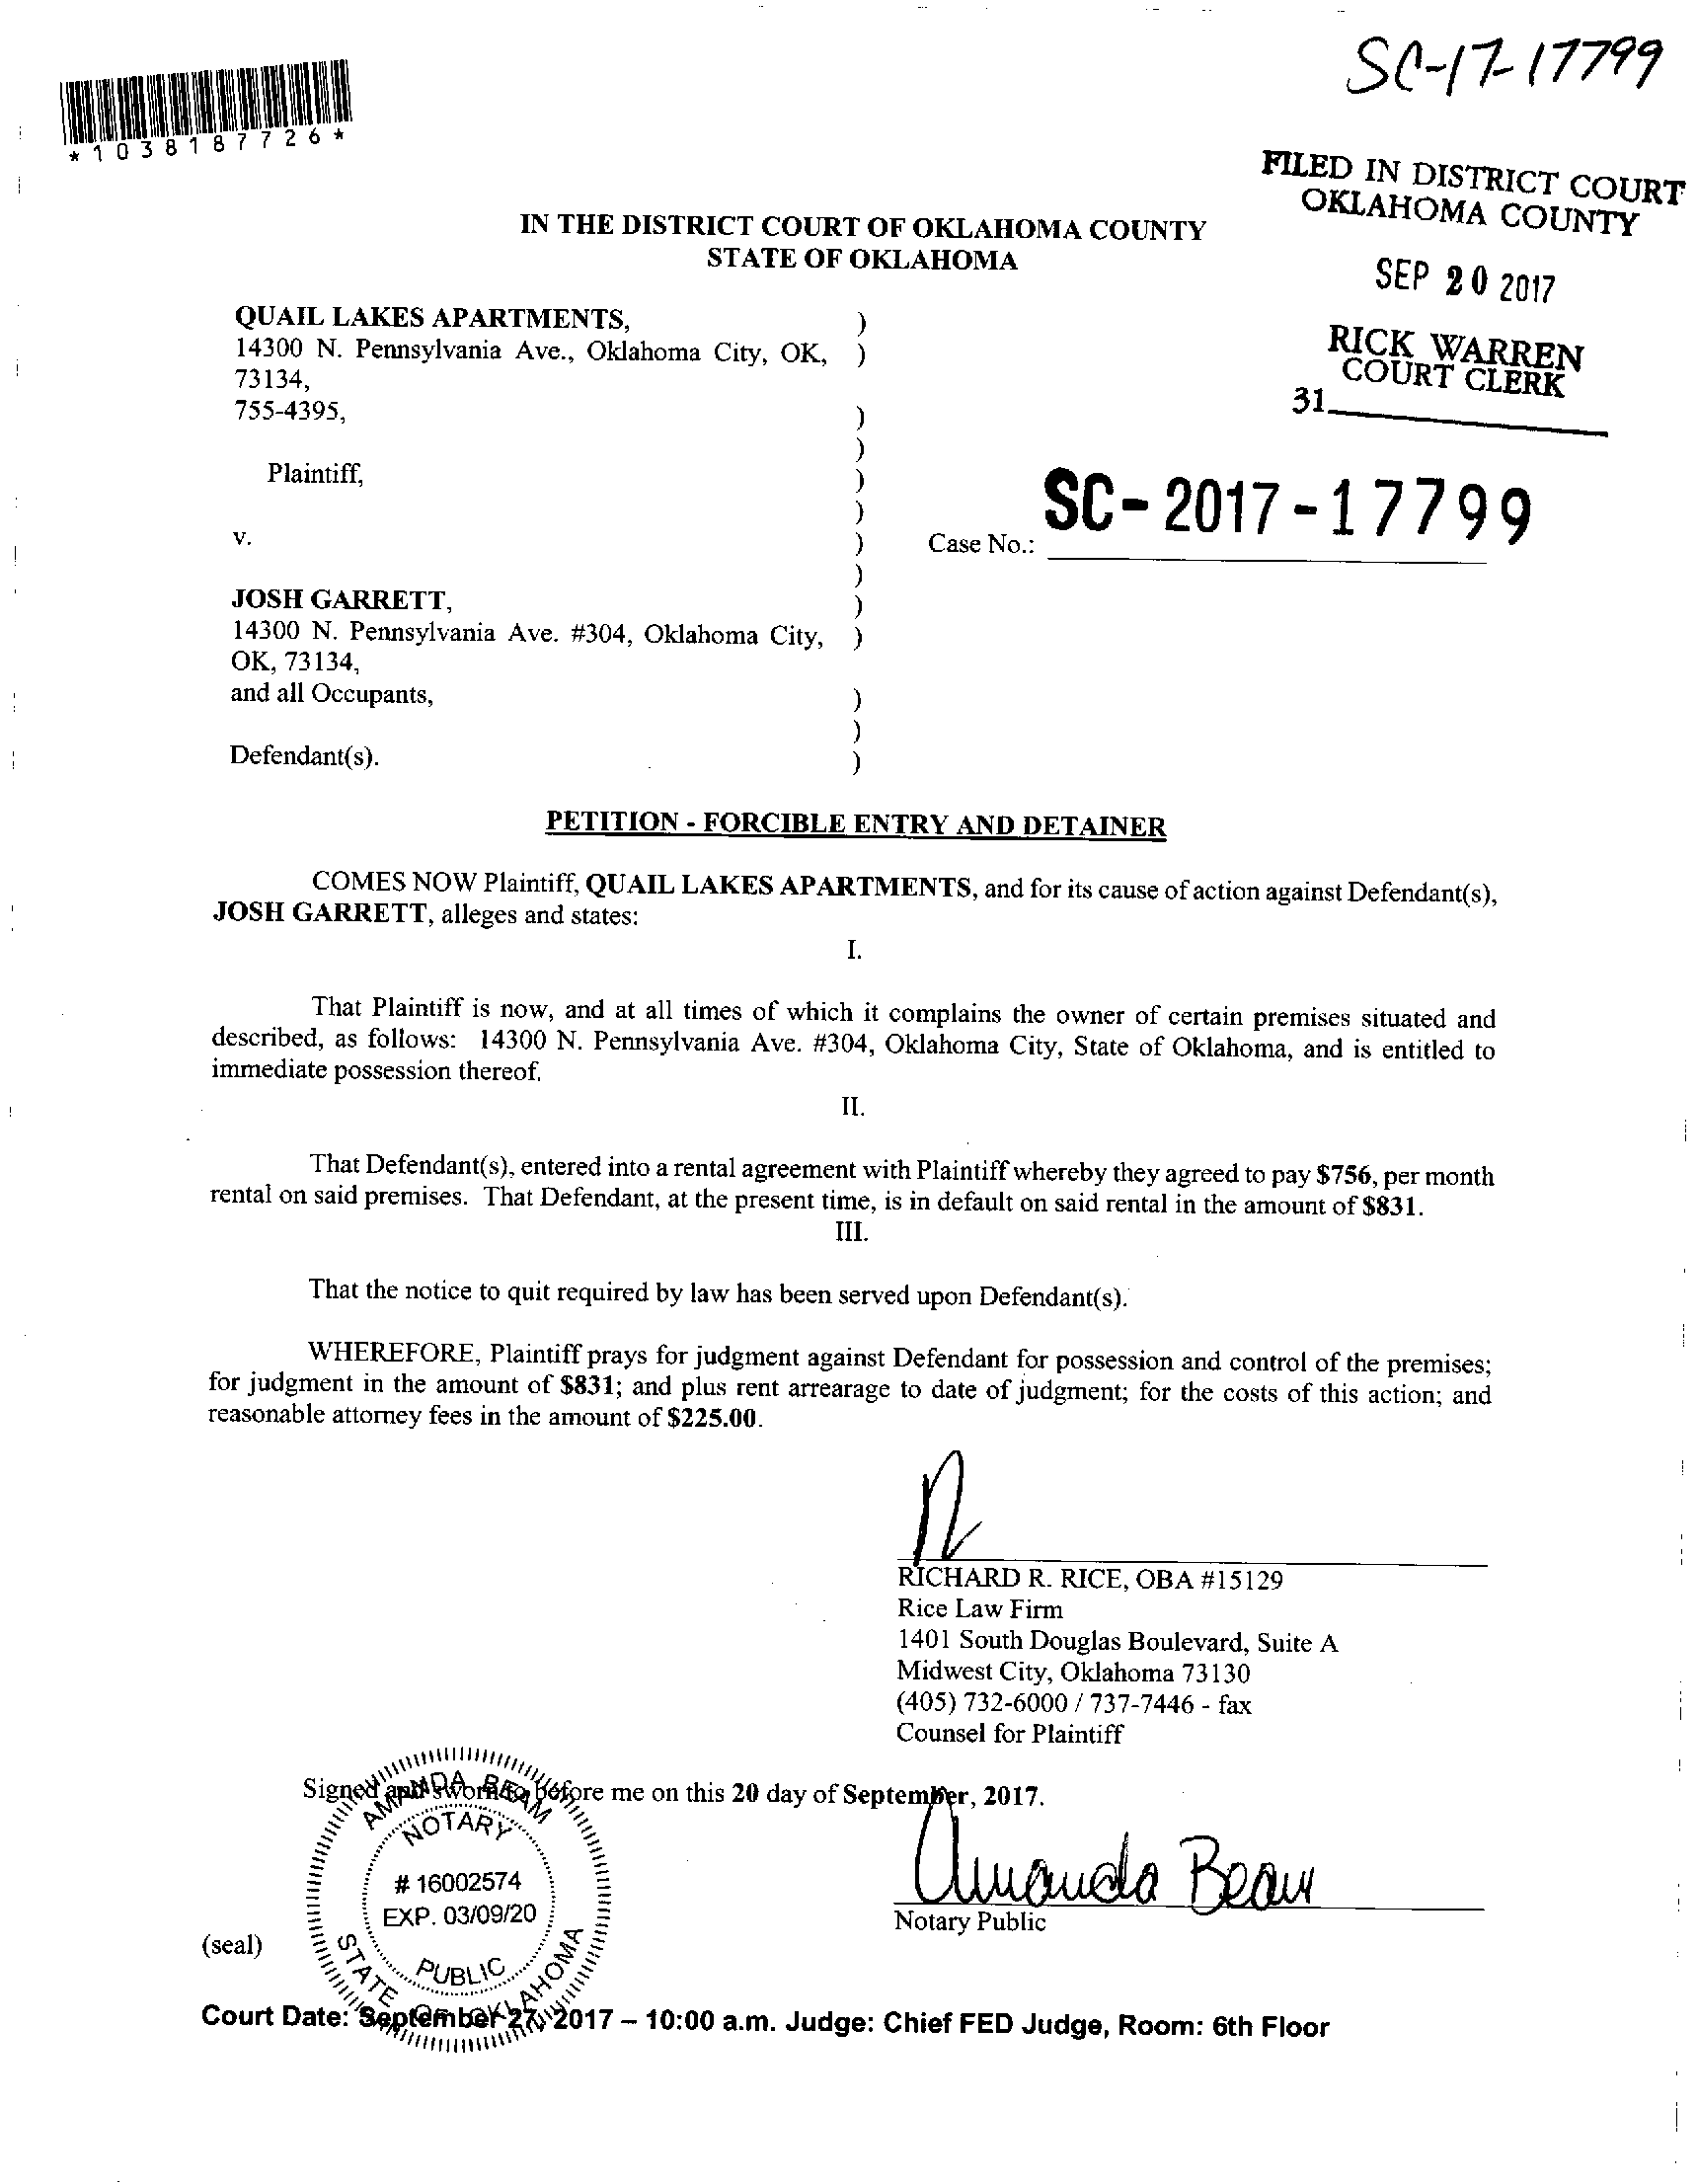 SC-17-17799
*1038187726*
FILED IN DISTRICT COURT
OKLAHOMA COUNTY
IN THE DISTRICT COURT OF OKLAHOMA COUNTY
STATE OF OKLAHOMA
SEP 20 2017
RICK WARREN
COURT CLERK
31
QUAIL LAKES APARTMENTS, )
14300 N. Pennsylvania Ave., Oklahoma City, OK, )
73134,
755-4395, )
)
Plaintiff, )
)
v. )
Case No.: SC-2017-17799
)
JOSH GARRETT, )
14300 N. Pennsylvania Ave. #304, Oklahoma City, )
OK, 73134,
and all Occupants, )
)
Defendant(s). )
PETITION - FORCIBLE ENTRY AND DETAINER
COMES NOW Plaintiff, QUAIL LAKES APARTMENTS, and for its cause of action against Defendant(s),
JOSH GARRETT, alleges and states:
I.
That Plaintiff is now, and at all times of which it complains the owner of certain premises situated and
described, as follows: 14300 N. Pennsylvania Ave. #304, Oklahoma City, State of Oklahoma, and is entitled to
immediate possession thereof.
II.
That Defendant(s), entered into a rental agreement with Plaintiff whereby they agreed to pay $756, per month
rental on said premises. That Defendant, at the present time, is in default on said rental in the amount of $831.
III.
That the notice to quit required by law has been served upon Defendant(s).
WHEREFORE, Plaintiff prays for judgment against Defendant for possession and control of the premises;
for judgment in the amount of $831; and plus rent arrearage to date of judgment; for the costs of this action; and
reasonable attorney fees in the amount of $225.00.
RICHARD R. RICE, OBA #15129
Rice Law Firm
1401 South Douglas Boulevard, Suite A
Midwest City, Oklahoma 73130
(405) 732-6000 / 737-7446 - fax
Counsel for Plaintiff
Signed and sworn to before me on this 20 day of September, 2017.
AMANDA BEAM
NOTARY
# 16002574
EXP. 03/09/20
PUBLIC
STATE OF OKLAHOMA
Amanda Beam
Notary Public
(seal)
Court Date: September 27, 2017 – 10:00 a.m. Judge: Chief FED Judge, Room: 6th Floor